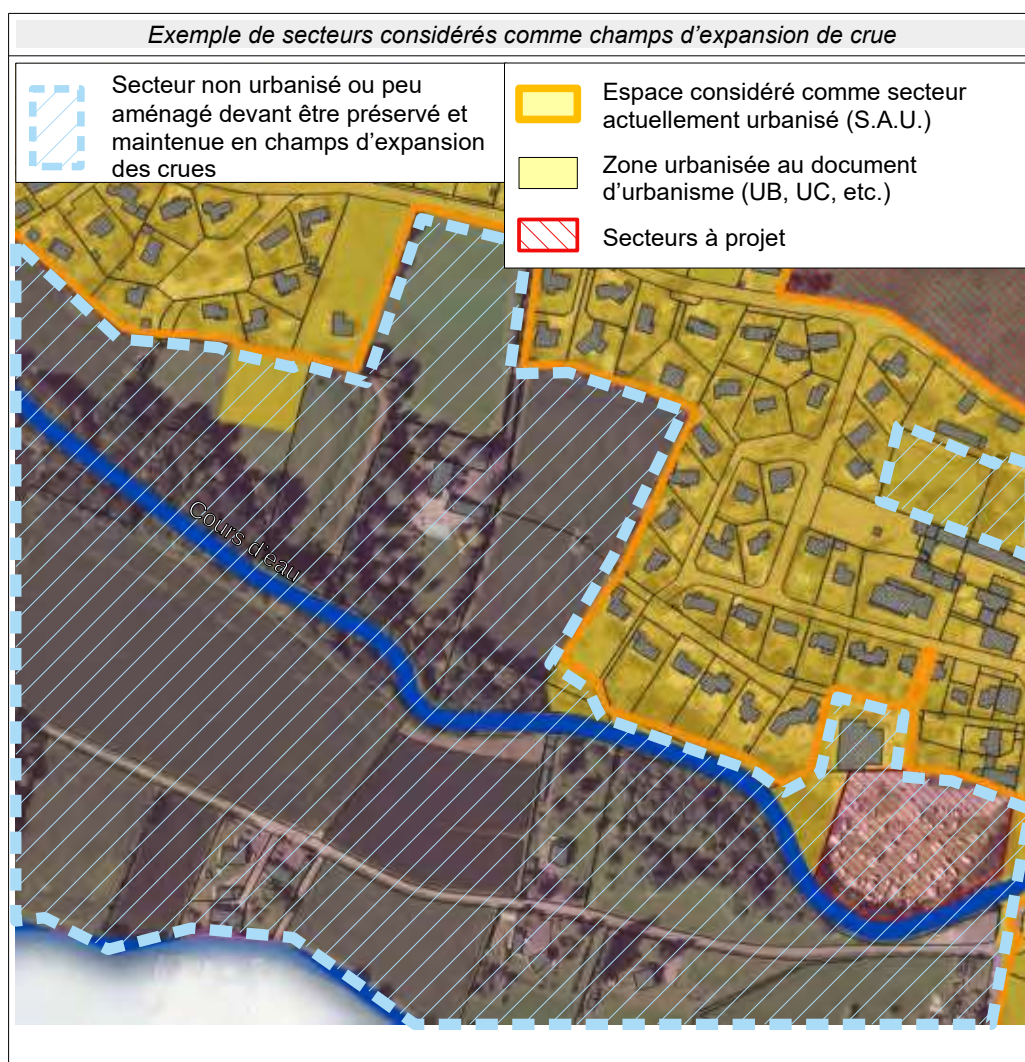 Exemple de secteurs considérés comme champs d'expansion de crue
Secteur non urbanisé ou peu
aménagé devant être préservé et
maintenue en champs d'expansion
des crues
Espace considéré comme secteur
actuellement urbanisé (S.A.U.)
Zone urbanisée au document
d'urbanisme (UB, UC, etc.)
Secteurs à projet
Cours d'eau